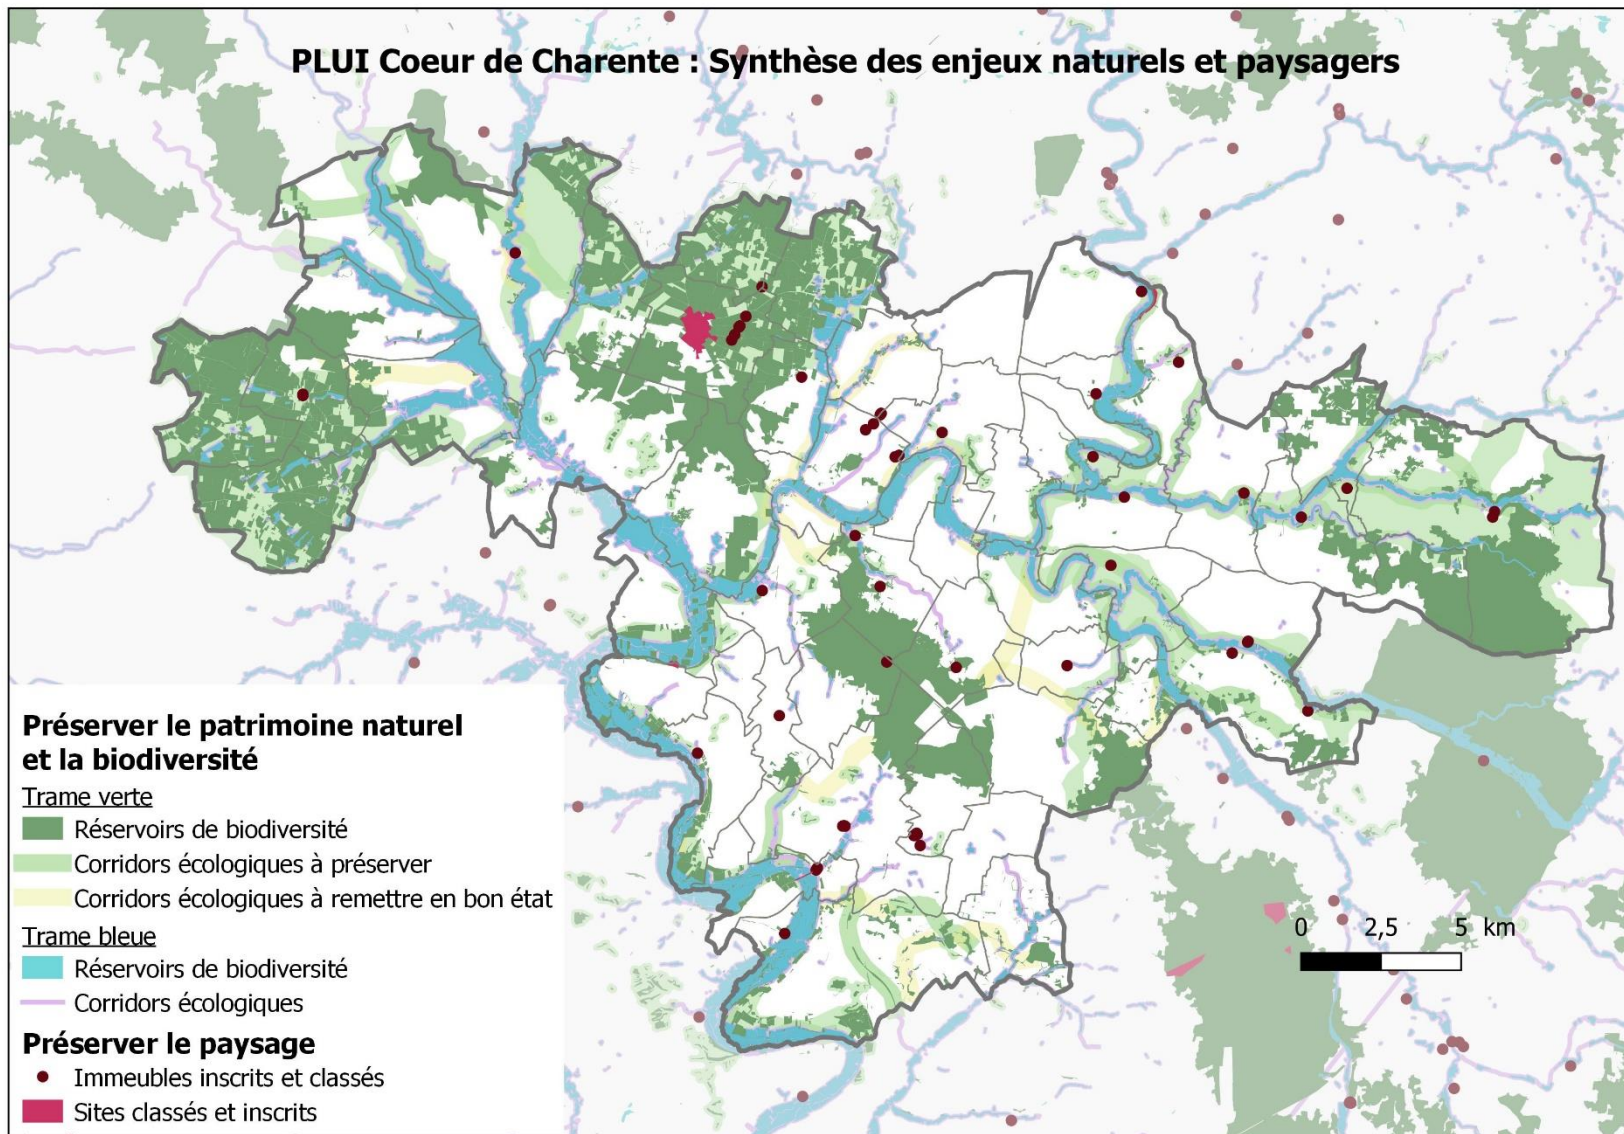 PLUI Coeur de Charente : Synthèse des enjeux naturels et paysagers
Préserver le patrimoine naturel
et la biodiversité
Trame verte
Réservoirs de biodiversité
Corridors écologiques à préserver
Corridors écologiques à remettre en bon état
Trame bleue
Réservoirs de biodiversité
Corridors écologiques
Préserver le paysage
Immeubles inscrits et classés
Sites classés et inscrits
0 2,5 5 km